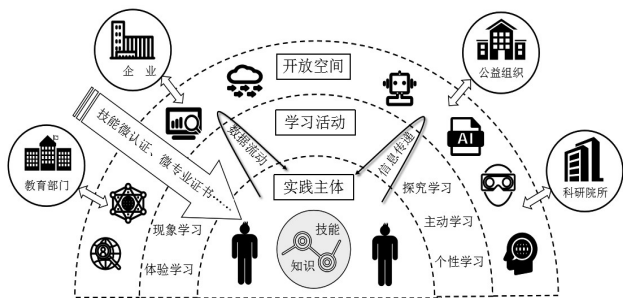 企 业
公益组织
开放空间
学习活动
技能微认证、微专业证书……
数据流动
信息传递
AI
教育部门
实践主体
科研院所
探究学习
现象学习
技能
主动学习
知识
体验学习
个性学习